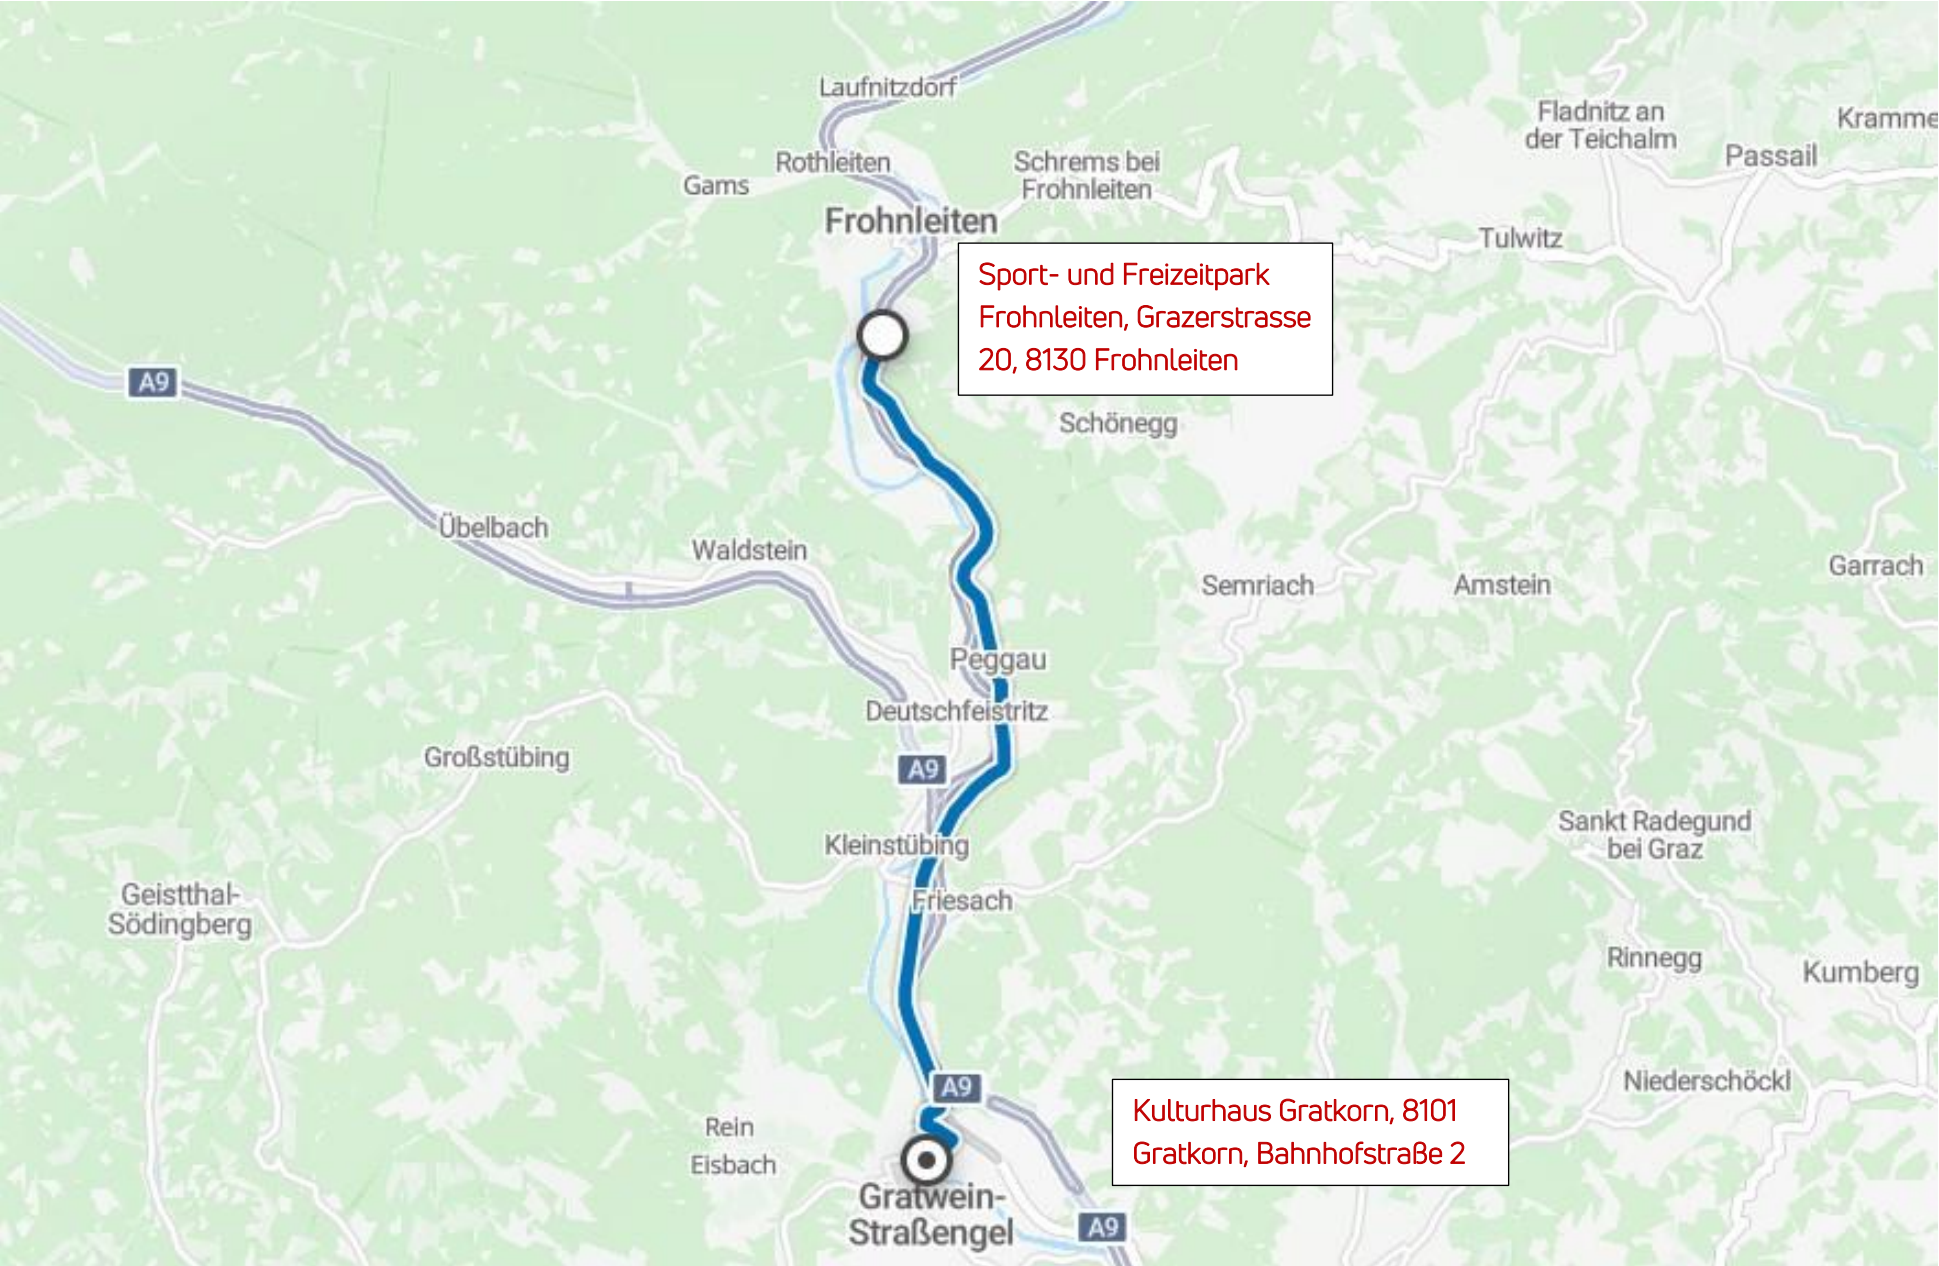 Laufnitzdorf
Fladnitz an
der Teichalm
Kramme
Passail
Rothleiten
Schrems bei
Frohnleiten
Gams
Frohnleiten
Tulwitz
Sport- und Freizeitpark
Frohnleiten, Grazerstrasse
20, 8130 Frohnleiten
A9
Schönegg
Übelbach
Waldstein
Semriach
Amstein
Garrach
Peggau
Deutschfeistritz
Großstübing
A9
Kleinstübing
Sankt Radegund
bei Graz
Geistthal-
Södingberg
Friesach
Rinnegg
Kumberg
A9
Niederschöckl
Rein
Eisbach
Kulturhaus Gratkorn, 8101
Gratkorn, Bahnhofstraße 2
Gratwein-
Straßengel
A9